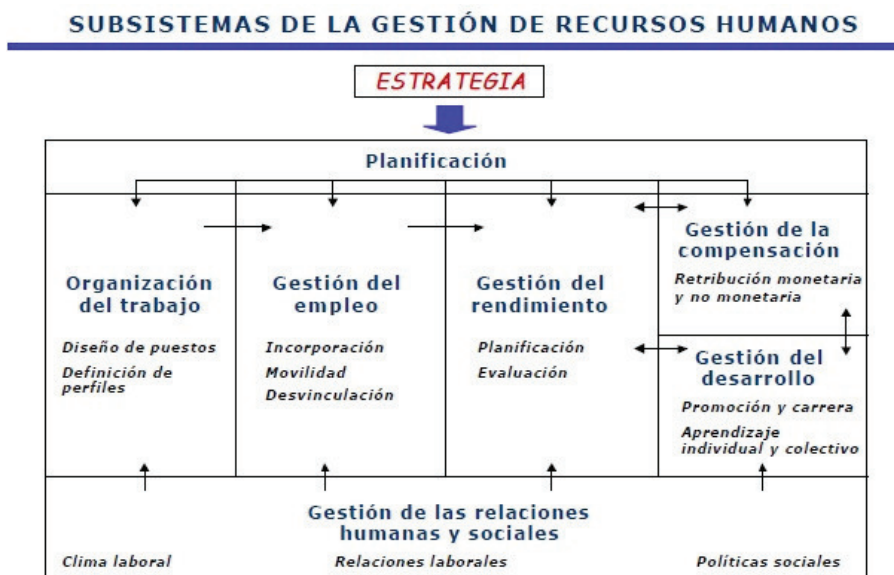 SUBSISTEMAS DE LA GESTIÓN DE RECURSOS HUMANOS
ESTRATEGIA
Planificación
Organización
del trabajo
Diseño de puestos
Definición de
perfiles
Gestión del
empleo
Incorporación
Movilidad
Desvinculación
Gestión del
rendimiento
Planificación
Evaluación
Gestión de la
compensación
Retribución monetaria
y no monetaria
Gestión del
desarrollo
Promoción y carrera
Aprendizaje
individual y colectivo
Gestión de las relaciones
humanas y sociales
Clima laboral
Relaciones laborales
Políticas sociales